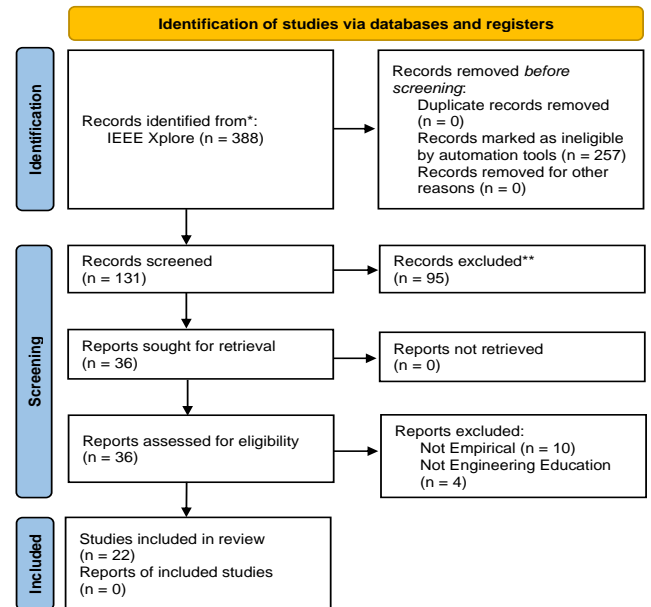 Identification of studies via databases and registers
Identification
Records identified from*:
IEEE Xplore (n = 388)
Records removed before
screening:
Duplicate records removed
(n = 0)
Records marked as ineligible
by automation tools (n = 257)
Records removed for other
reasons (n = 0)
Screening
Records screened
(n = 131)
Records excluded**
(n = 95)
Reports sought for retrieval
(n = 36)
Reports not retrieved
(n = 0)
Reports assessed for eligibility
(n = 36)
Reports excluded:
Not Empirical (n = 10)
Not Engineering Education
(n = 4)
Included
Studies included in review
(n = 22)
Reports of included studies
(n = 0)